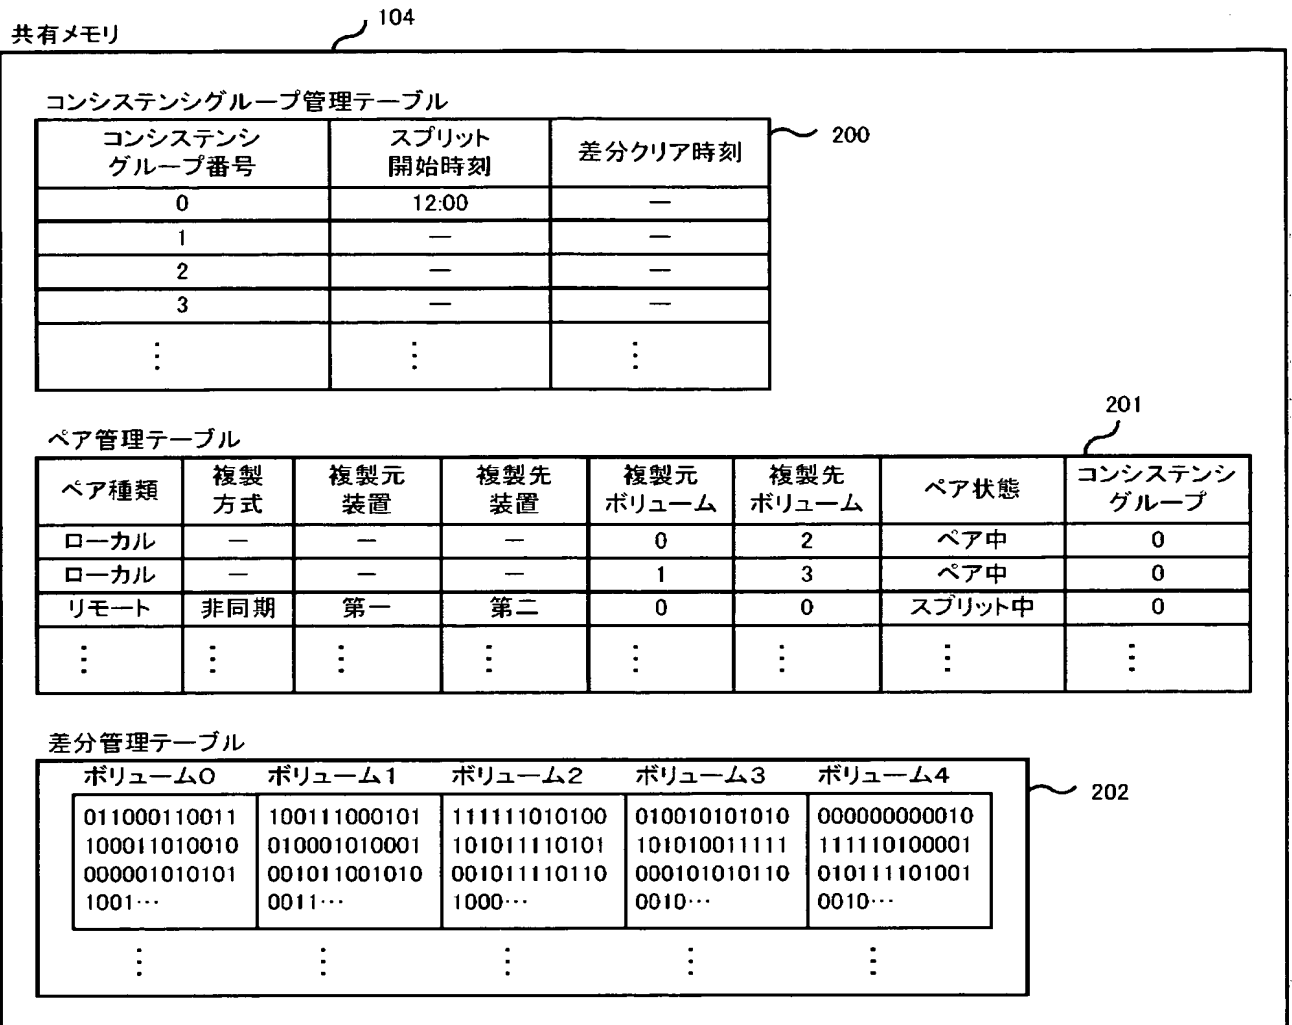 共有メモリ
104
コンシステンシグループ管理テーブル
200
コンシステンシ スプリット 差分クリア時刻
グループ番号 開始時刻
0 12:00 —
1 — —
2 — —
3 — —
⋮ ⋮ ⋮
201
ペア管理テーブル
ペア種類 複製 複製元 複製先 複製元 複製先 ペア状態 コンシステンシ
方式 装置 装置 ボリューム ボリューム グループ
ローカル — — — 0 2 ペア中 0
ローカル — — — 1 3 ペア中 0
リモート 非同期 第一 第二 0 0 スプリット中 0
⋮ ⋮ ⋮ ⋮ ⋮ ⋮ ⋮ ⋮
差分管理テーブル
202
ボリューム0 ボリューム1 ボリューム2 ボリューム3 ボリューム4
011000110011 100111000101 111111010100 010010101010 000000000010
100011010010 010001010001 101011110101 101010011111 111110100001
000001010101 001011001010 001011110110 000101010110 010111101001
1001… 0011… 1000… 0010… 0010…
⋮ ⋮ ⋮ ⋮ ⋮